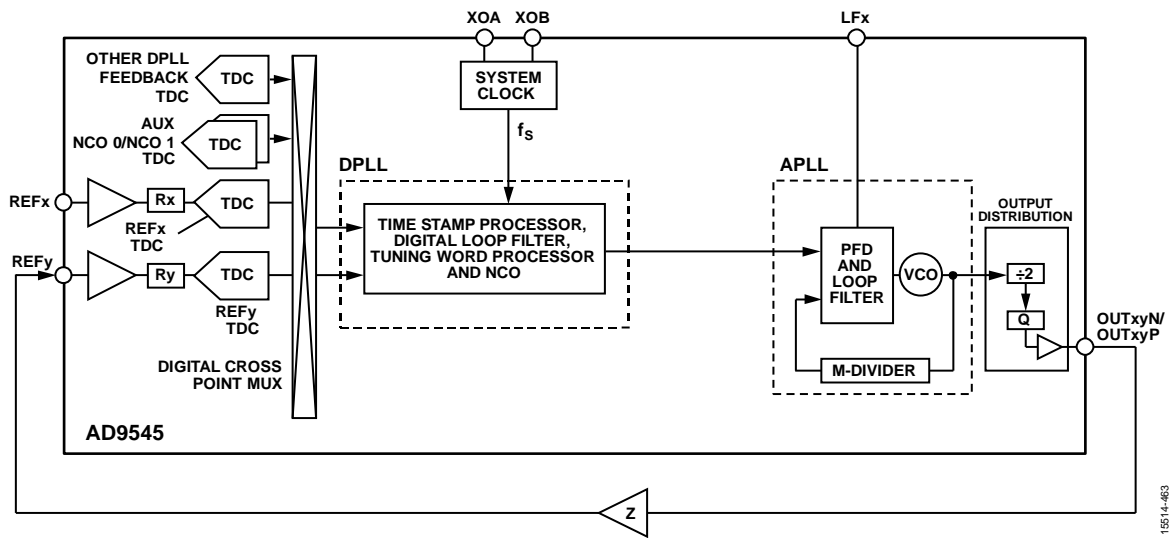 XOA
XOB
LFx
OTHER DPLL
FEEDBACK
TDC
TDC
SYSTEM
CLOCK
AUX
NCO 0/NCO 1
TDC
TDC
fS
DPLL
APLL
REFx
Rx
TDC
REFx
TDC
TIME STAMP PROCESSOR,
DIGITAL LOOP FILTER,
TUNING WORD PROCESSOR
AND NCO
PFD
AND
LOOP
FILTER
VCO
OUTPUT
DISTRIBUTION
÷2
Q
OUTxyN/
OUTxyP
REFy
Ry
TDC
REFy
TDC
M-DIVIDER
DIGITAL CROSS
POINT MUX
AD9545
Z
15514-463